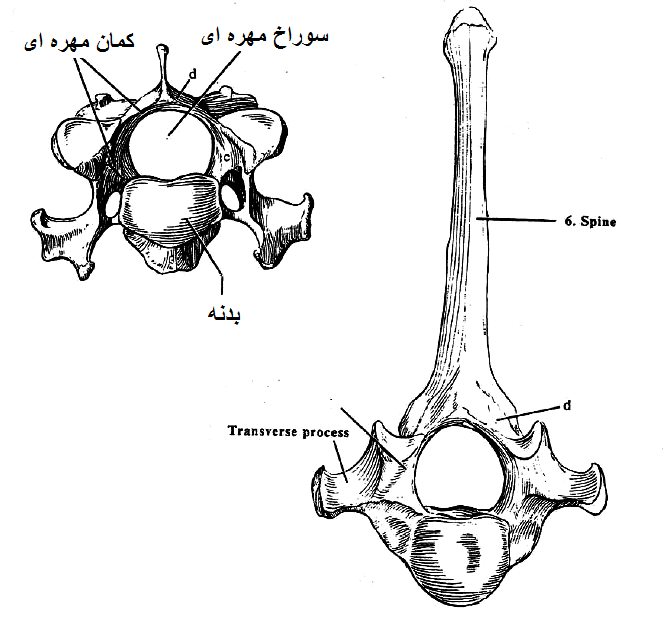 سوراخ مهره ای
کمان مهره ای
d
c
بدنه
6. Spine
d
Transverse process